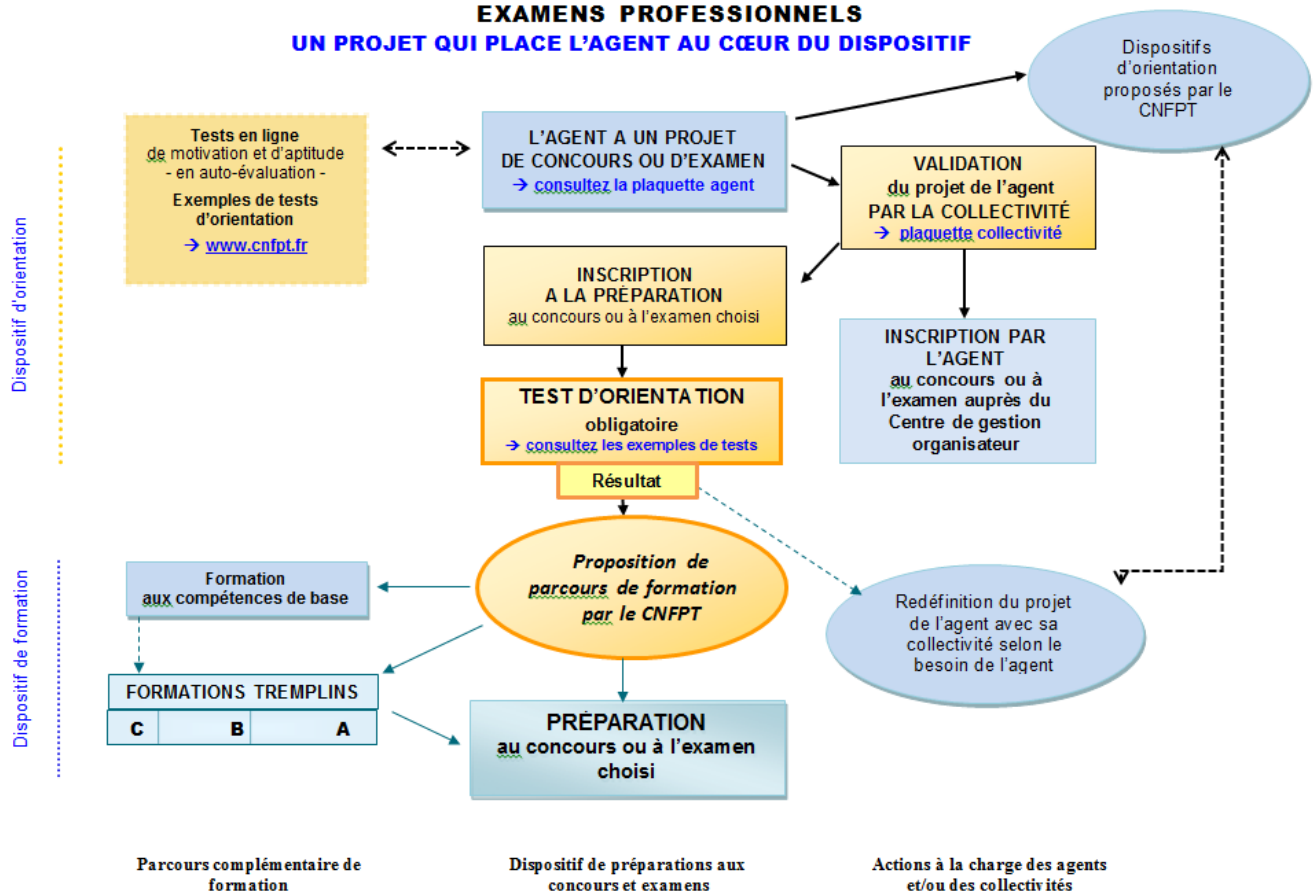 EXAMENS PROFESSIONNELS
UN PROJET QUI PLACE L'AGENT AU CŒUR DU DISPOSITIF
Dispositifs
d'orientation
proposés par le
CNFPT
Tests en ligne
de motivation et d'aptitude
- en auto-évaluation -
Exemples de tests
d'orientation
→ www.cnfpt.fr
L'AGENT A UN PROJET
DE CONCOURS OU D'EXAMEN
→ consultez la plaquette agent
VALIDATION
du projet de l'agent
PAR LA COLLECTIVITÉ
→ plaquette collectivité
Dispositif d'orientation
INSCRIPTION
A LA PRÉPARATION
au concours ou à l'examen choisi
INSCRIPTION PAR
L'AGENT
au concours ou à
l'examen auprès du
Centre de gestion
organisateur
TEST D'ORIENTATION
obligatoire
→ consultez les exemples de tests
Résultat
Proposition de
parcours de formation
par le CNFPT
Formation
aux compétences de base
Redéfinition du projet
de l'agent avec sa
collectivité selon le
besoin de l'agent
Dispositif de formation
FORMATIONS TREMPLINS
C B A
PRÉPARATION
au concours ou à l'examen
choisi
Parcours complémentaire de
formation
Dispositif de préparations aux
concours et examens
Actions à la charge des agents
et/ou des collectivités